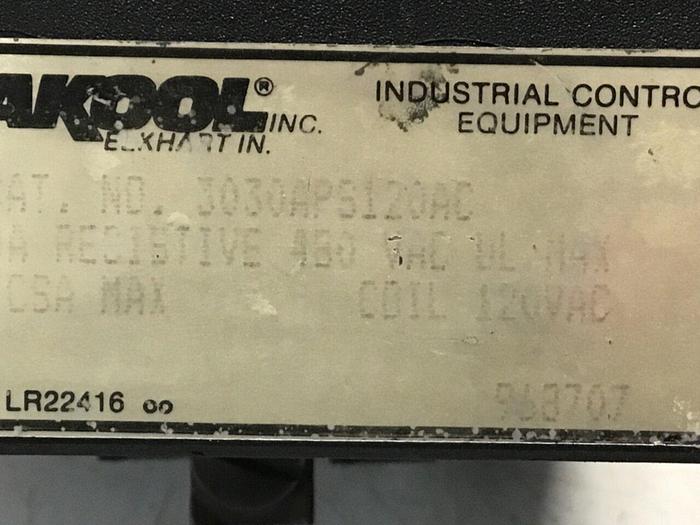 AKOOL® INC.
ELKHART IN.
INDUSTRIAL CONTRO
EQUIPMENT
AT. NO. 3030APS120AC
A RESISTIVE 480 VAC UL MAX
CSA MAX COIL 120VAC
LR22416
963707